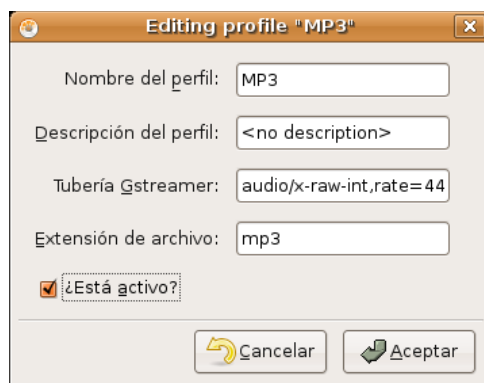 Editing profile "MP3"
Nombre del perfil: MP3
Descripción del perfil: <no description>
Tubería Gstreamer: audio/x-raw-int,rate=44
Extensión de archivo: mp3
¿Está activo?
Cancelar Aceptar